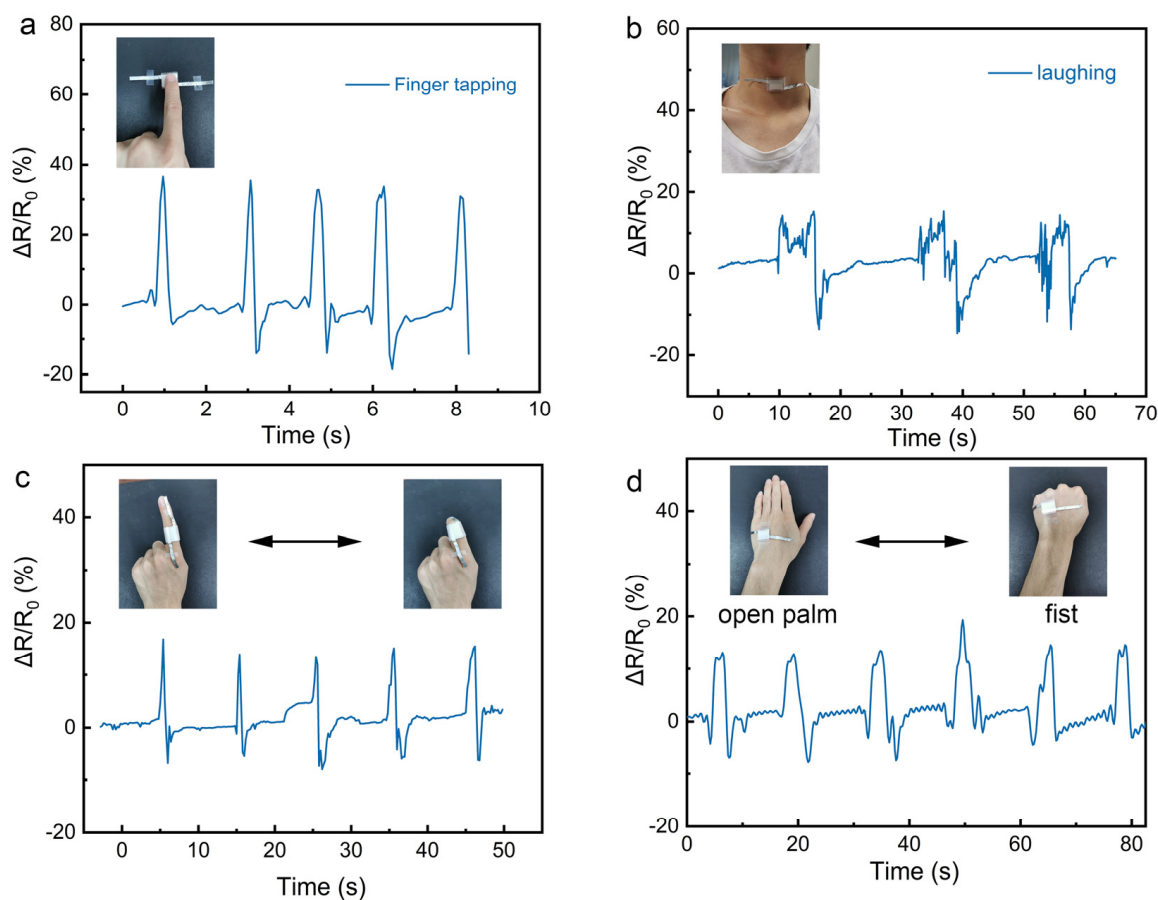 a
80
60
40
20
0
-20
ΔR/R₀ (%)
Finger tapping
0 2 4 6 8 10
Time (s)
b
60
40
20
0
-20
ΔR/R₀ (%)
laughing
0 10 20 30 40 50 60 70
Time (s)
c
40
20
0
-20
ΔR/R₀ (%)
0 10 20 30 40 50
Time (s)
d
40
20
0
-20
ΔR/R₀ (%)
open palm
fist
0 20 40 60 80
Time (s)